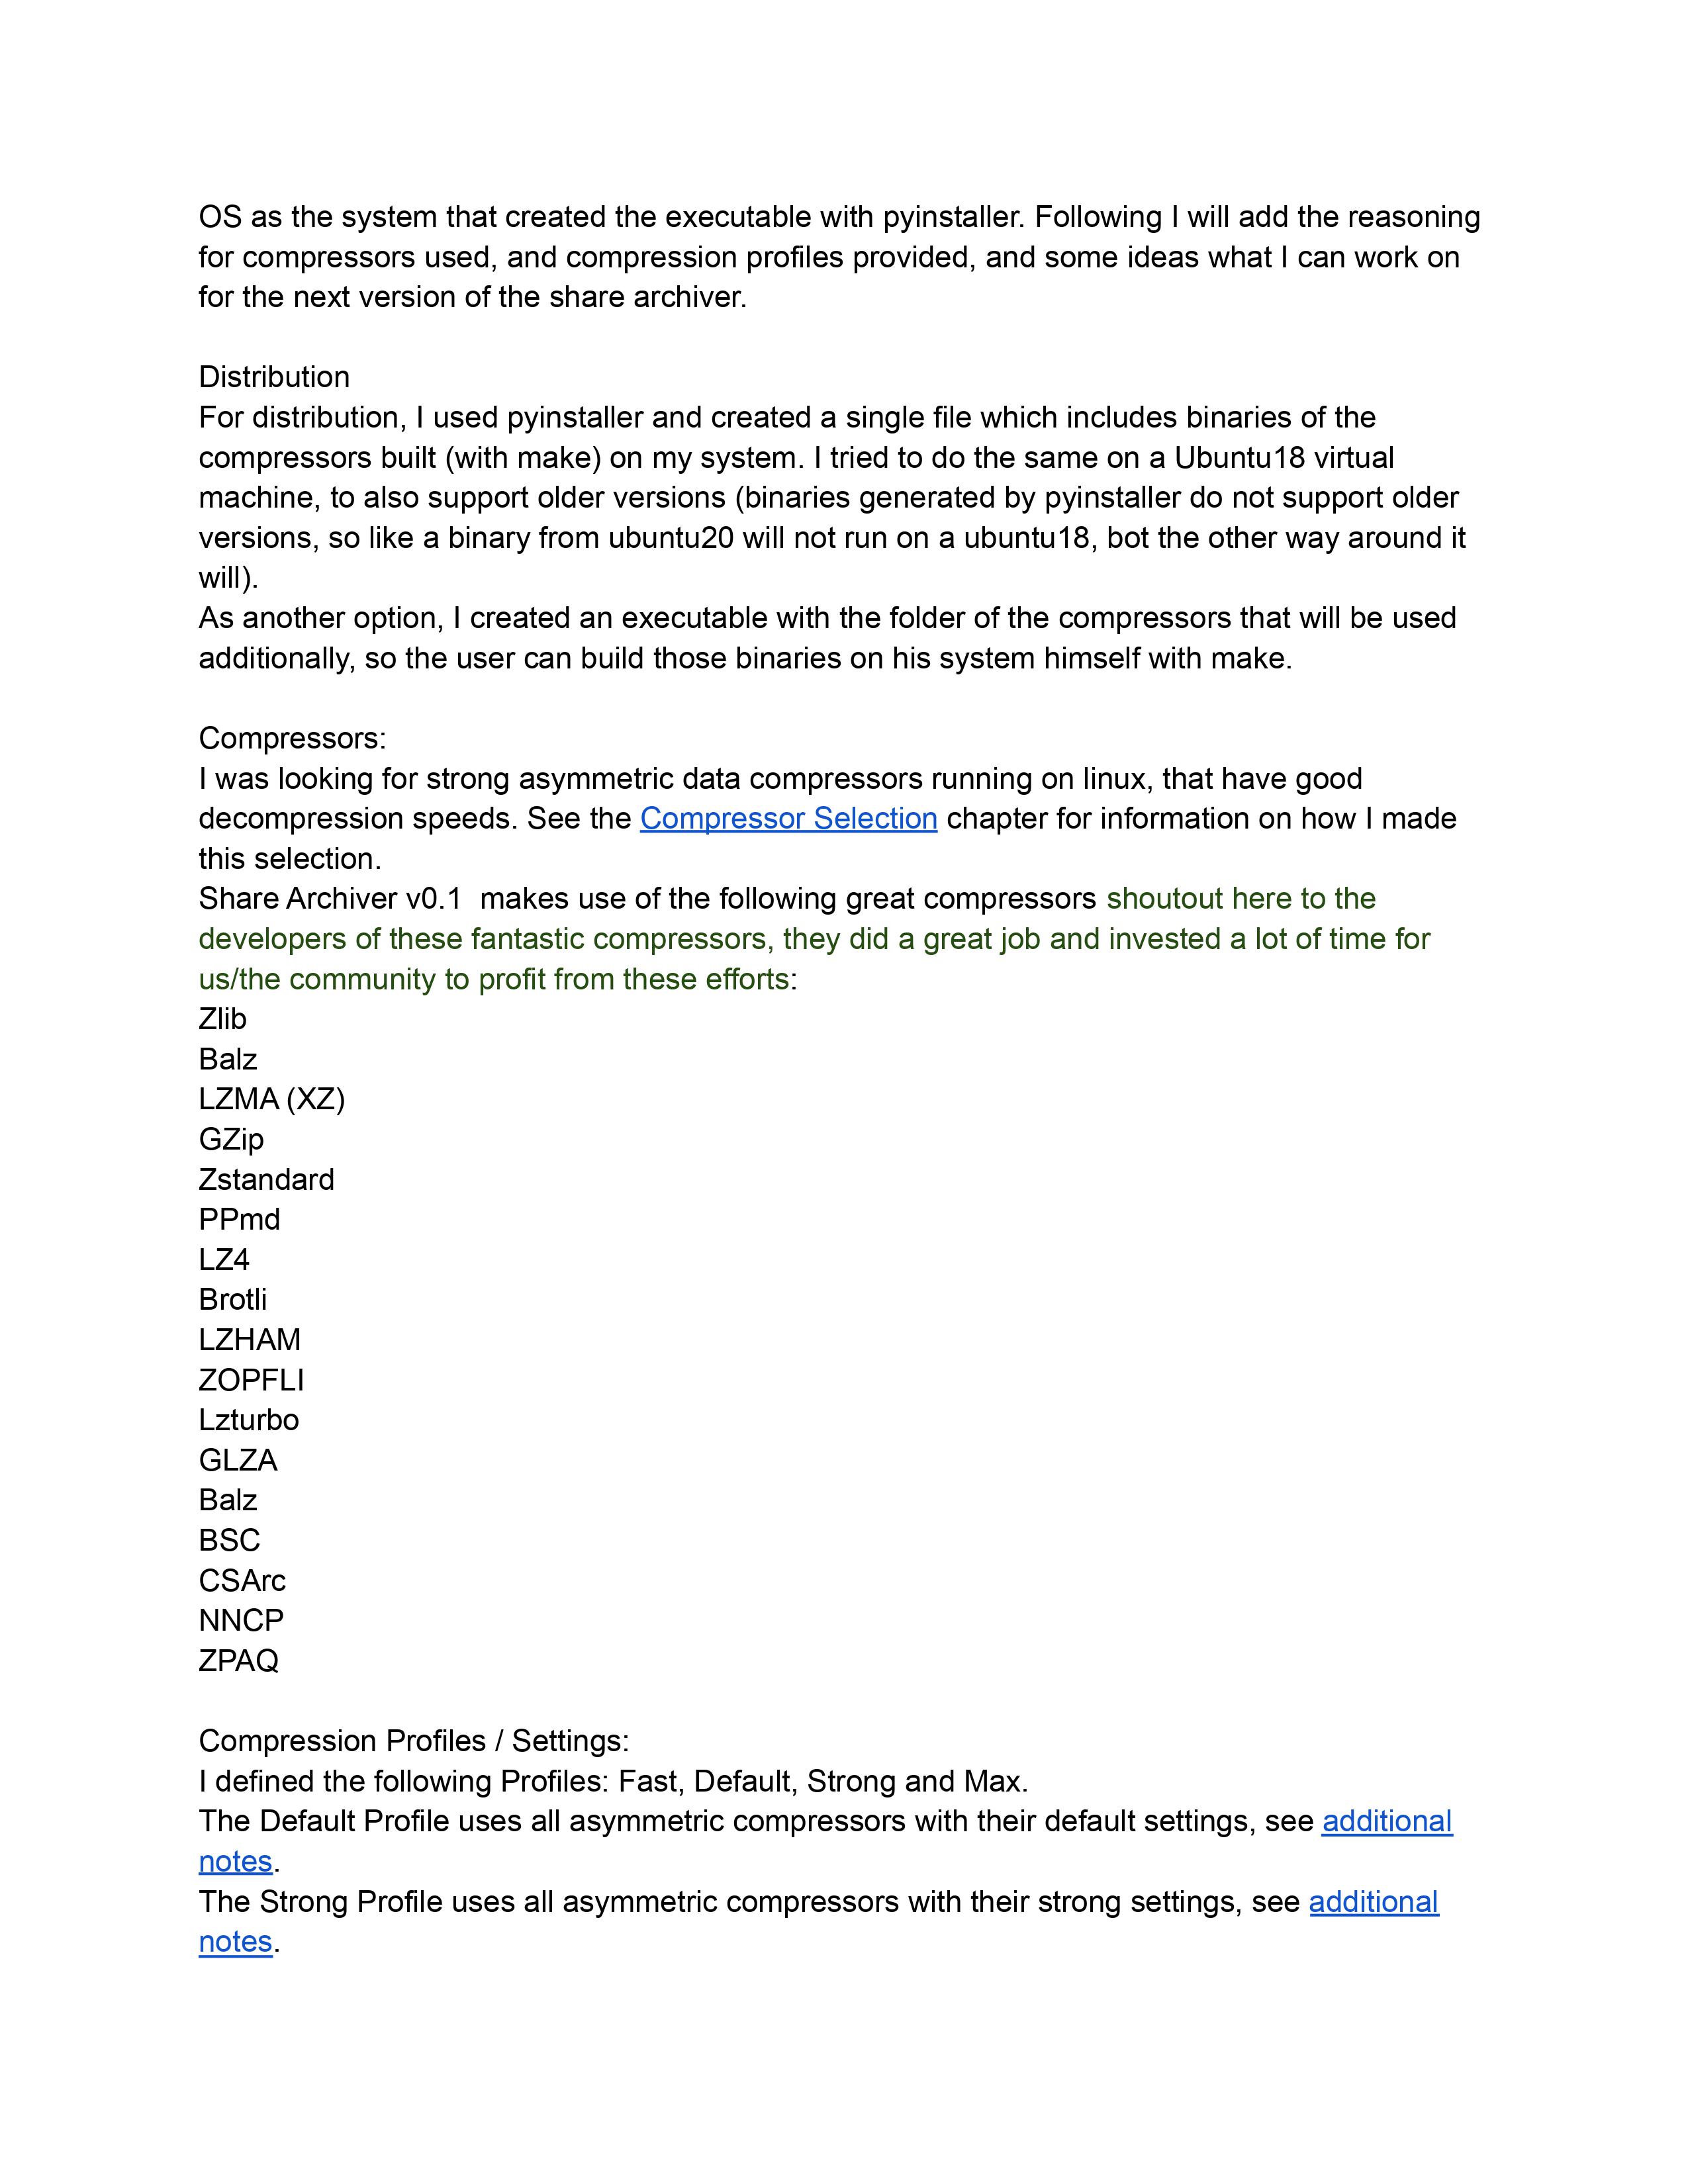 OS as the system that created the executable with pyinstaller. Following I will add the reasoning
for compressors used, and compression profiles provided, and some ideas what I can work on
for the next version of the share archiver.
Distribution
For distribution, I used pyinstaller and created a single file which includes binaries of the
compressors built (with make) on my system. I tried to do the same on a Ubuntu18 virtual
machine, to also support older versions (binaries generated by pyinstaller do not support older
versions, so like a binary from ubuntu20 will not run on a ubuntu18, bot the other way around it
will).
As another option, I created an executable with the folder of the compressors that will be used
additionally, so the user can build those binaries on his system himself with make.
Compressors:
I was looking for strong asymmetric data compressors running on linux, that have good
decompression speeds. See the Compressor Selection chapter for information on how I made
this selection.
Share Archiver v0.1  makes use of the following great compressors shoutout here to the
developers of these fantastic compressors, they did a great job and invested a lot of time for
us/the community to profit from these efforts:
Zlib
Balz
LZMA (XZ)
GZip
Zstandard
PPmd
LZ4
Brotli
LZHAM
ZOPFLI
Lzturbo
GLZA
Balz
BSC
CSArc
NNCP
ZPAQ
Compression Profiles / Settings:
I defined the following Profiles: Fast, Default, Strong and Max.
The Default Profile uses all asymmetric compressors with their default settings, see additional
notes.
The Strong Profile uses all asymmetric compressors with their strong settings, see additional
notes.